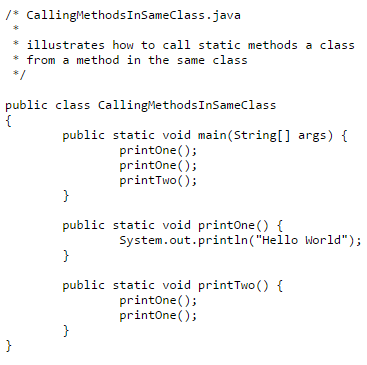 /* CallingMethodsInSameClass.java
 *
 * illustrates how to call static methods a class
 * from a method in the same class
 */

public class CallingMethodsInSameClass
{
	public static void main(String[] args) {
		printOne();
		printOne();
		printTwo();
	}

	public static void printOne() {
		System.out.println("Hello World");
	}

	public static void printTwo() {
		printOne();
		printOne();
	}
}